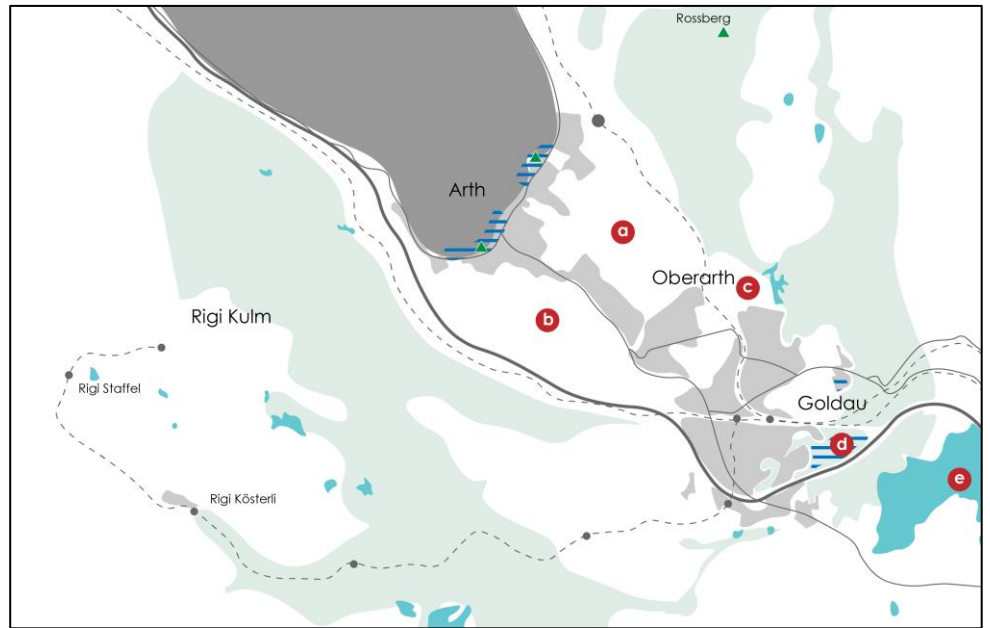 Rossberg
Arth
a
Oberarth
c
b
Rigi Kulm
Rigi Staffel
Goldau
d
e
Rigi Kösterli